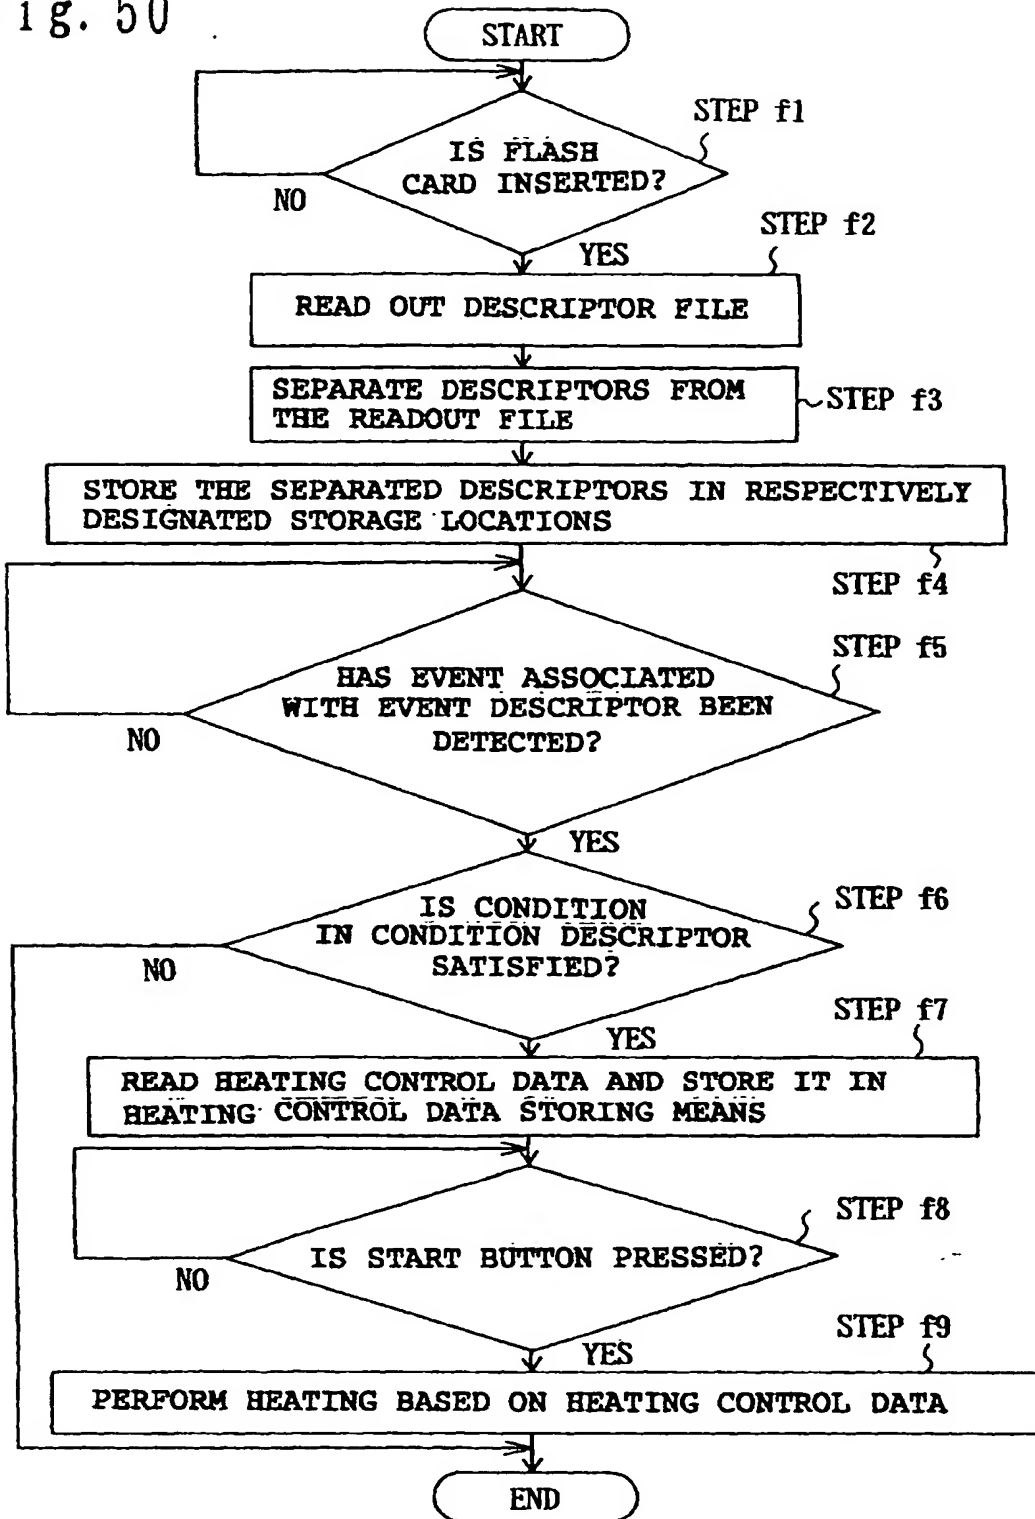 ig. 50
START
STEP f1
IS FLASH
CARD INSERTED?
NO
STEP f2
YES
READ OUT DESCRIPTOR FILE
SEPARATE DESCRIPTORS FROM
THE READOUT FILE
STEP f3
STORE THE SEPARATED DESCRIPTORS IN RESPECTIVELY
DESIGNATED STORAGE LOCATIONS
STEP f4
STEP f5
HAS EVENT ASSOCIATED
WITH EVENT DESCRIPTOR BEEN
DETECTED?
NO
YES
STEP f6
IS CONDITION
IN CONDITION DESCRIPTOR
SATISFIED?
NO
STEP f7
YES
READ HEATING CONTROL DATA AND STORE IT IN
HEATING CONTROL DATA STORING MEANS
STEP f8
IS START BUTTON PRESSED?
NO
STEP f9
YES
PERFORM HEATING BASED ON HEATING CONTROL DATA
END